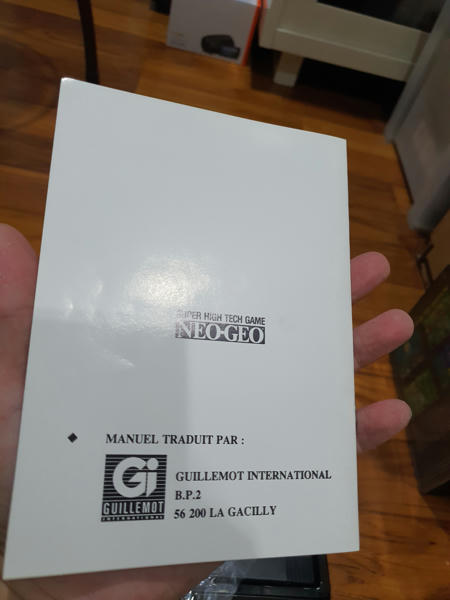 SUPER HIGH TECH GAME
NEO·GEO
◆ MANUEL TRADUIT PAR :
Gi
GUILLEMOT
INTERNATIONAL
GUILLEMOT INTERNATIONAL
B.P.2
56 200 LA GACILLY